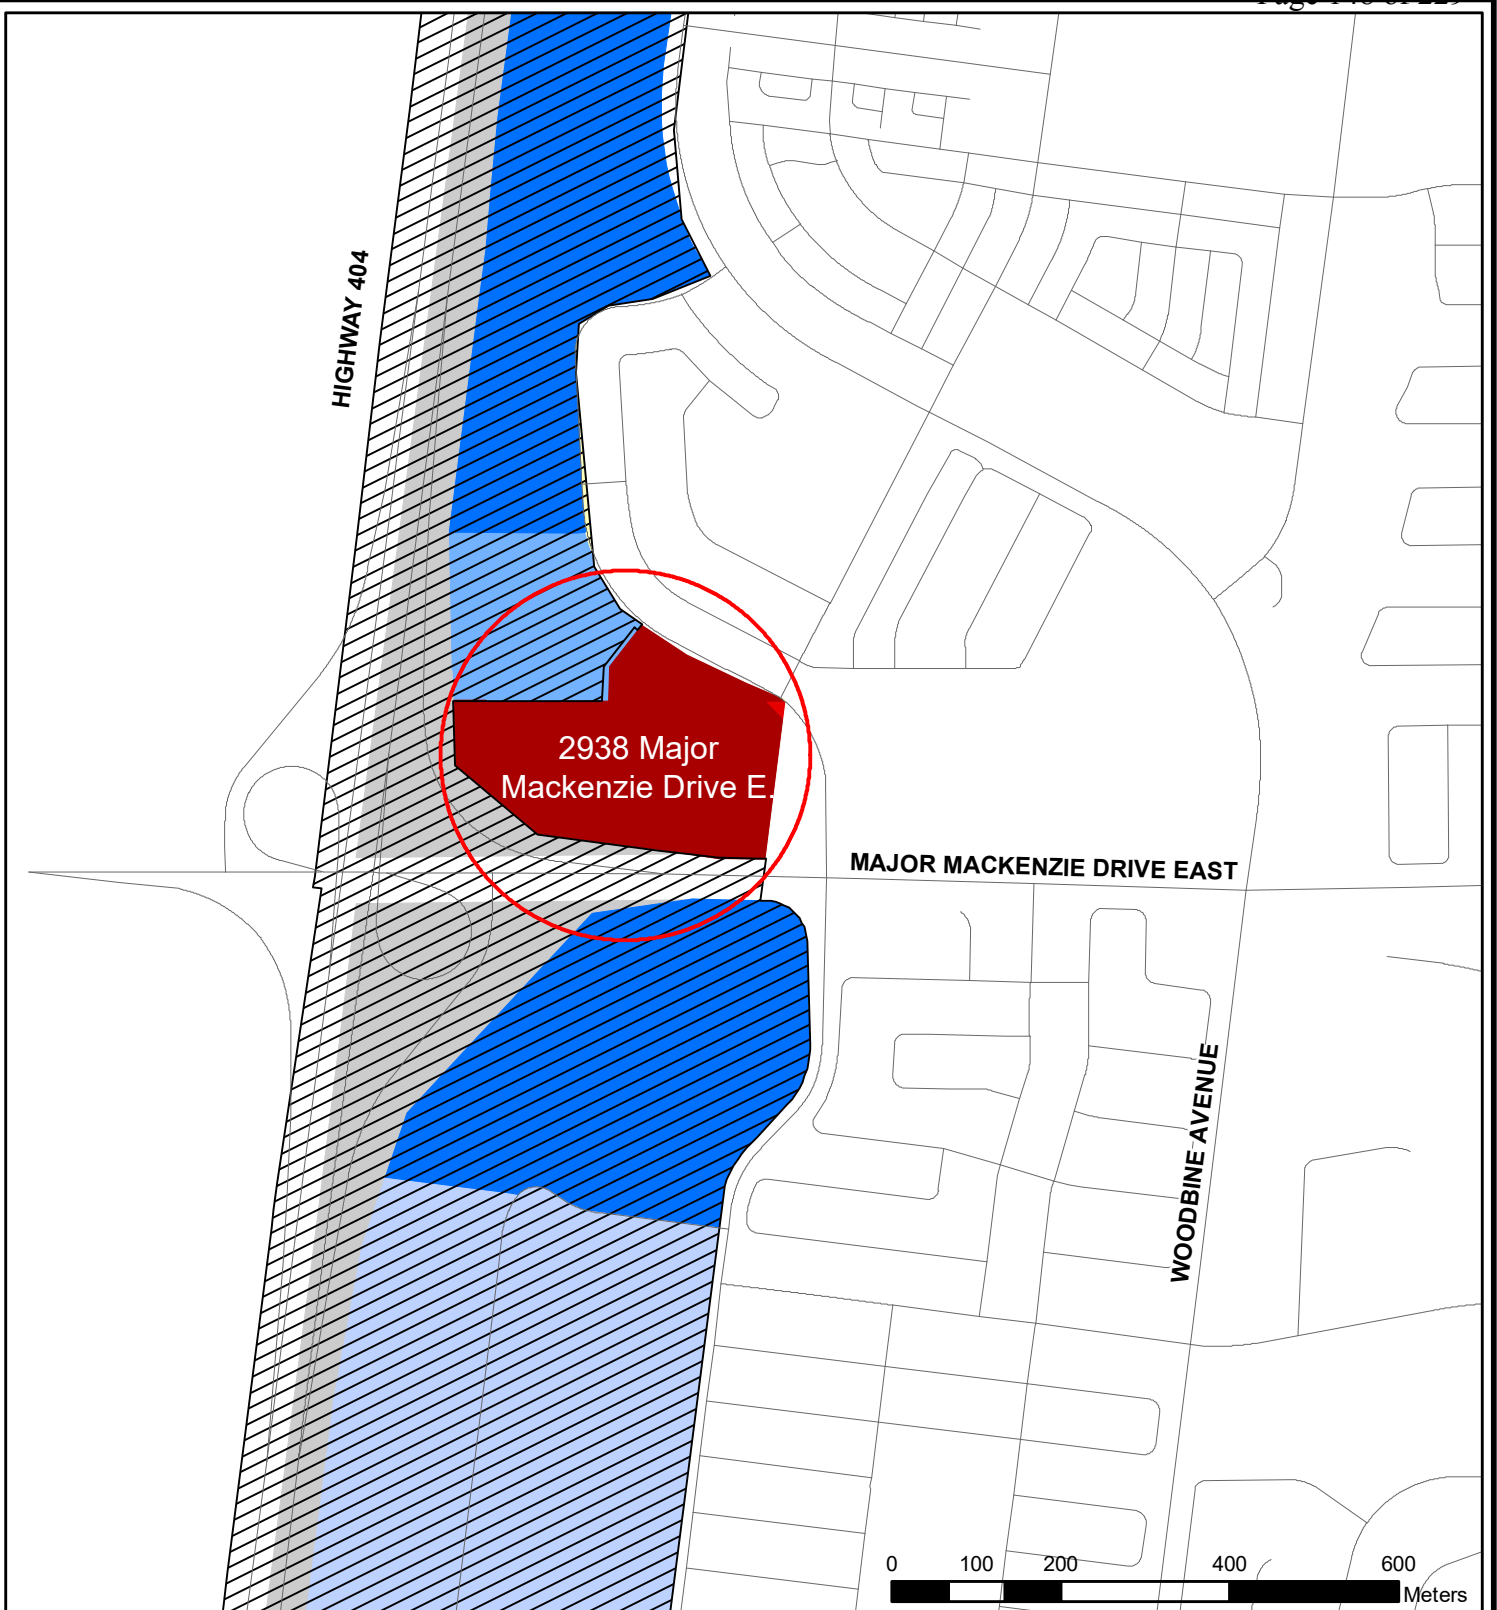 HIGHWAY 404
2938 Major
Mackenzie Drive E.
MAJOR MACKENZIE DRIVE EAST
WOODBINE AVENUE
0 100 200 400 600
Meters